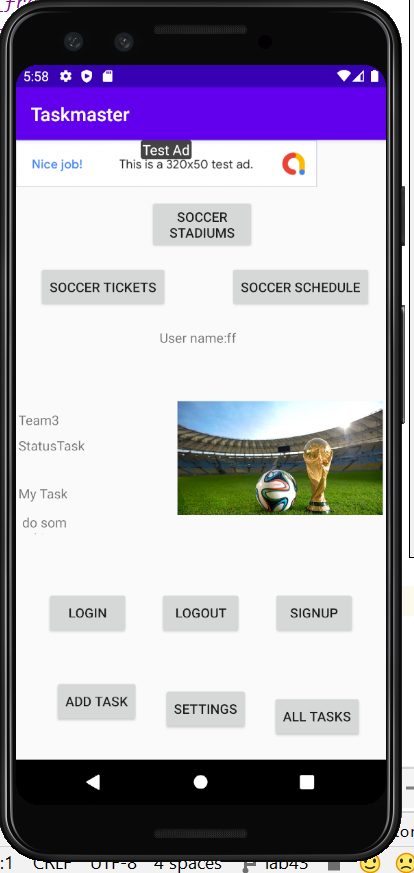 5:58
Taskmaster
Test Ad
Nice job!
This is a 320x50 test ad.
SOCCER
STADIUMS
SOCCER TICKETS
SOCCER SCHEDULE
User name:ff
Team3
StatusTask
My Task
do som
LOGIN
LOGOUT
SIGNUP
ADD TASK
SETTINGS
ALL TASKS
:1 CRLF UTF-8 4 spaces lab43